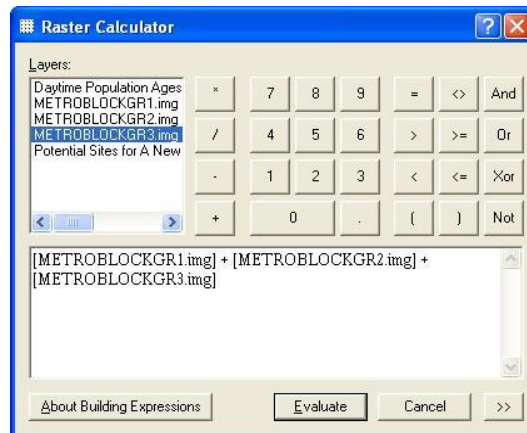 Raster Calculator
?
X
Layers:
Daytime Population Ages
METROBLOCKGR1.img
METROBLOCKGR2.img
METROBLOCKGR3.img
Potential Sites for A New
* 7 8 9 = <> And
/ 4 5 6 > >= Or
- 1 2 3 < <= Xor
+ 0 . ( ) Not
[METROBLOCKGR1.img] + [METROBLOCKGR2.img] +
[METROBLOCKGR3.img]
About Building Expressions Evaluate Cancel >>